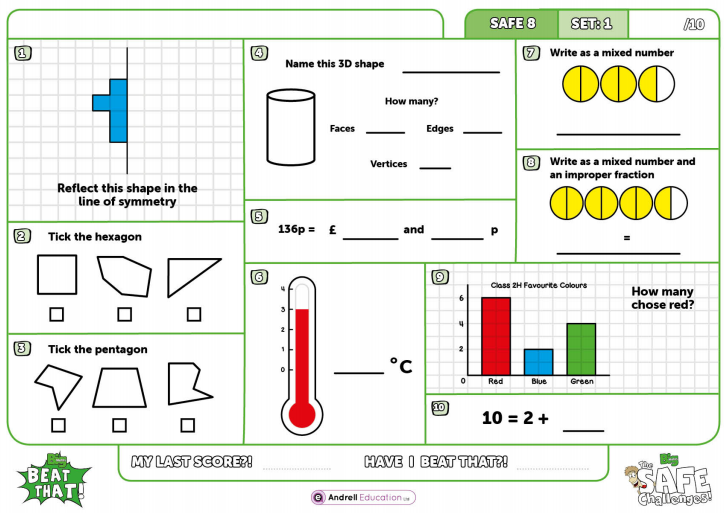 SAFE 8
SET: 1
/10
1
Reflect this shape in the
line of symmetry
2
Tick the hexagon
3
Tick the pentagon
4
Name this 3D shape
How many?
Faces
Edges
Vertices
5
136p = £ and p
6
4
3
2
1
0
°C
7
Write as a mixed number
8
Write as a mixed number and
an improper fraction
=
9
Class 2H Favourite Colours
6
4
2
0
Red
Blue
Green
How many
chose red?
10
10 = 2 +
Big
BEAT
THAT!
MY LAST SCORE?!
HAVE I BEAT THAT?!
e Andrell Education
The
Big
SAFE
Challenges!